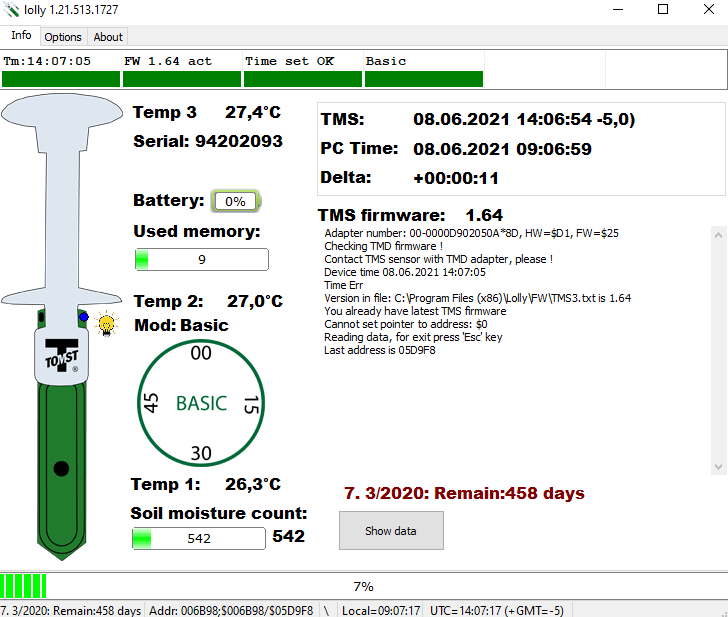 lolly 1.21.513.1727
Info Options About
Tm:14:07:05 FW 1.64 act Time set OK Basic
Temp 3 27,4°C
Serial: 94202093
TMS: 08.06.2021 14:06:54 -5,0)
PC Time: 08.06.2021 09:06:59
Delta: +00:00:11
Battery: 0%
Used memory:
9
TMS firmware: 1.64
Adapter number: 00-0000D902050A*8D, HW=$D1, FW=$25
Checking TMD firmware !
Contact TMS sensor with TMD adapter, please !
Device time 08.06.2021 14:07:05
Time Err
Version in file: C:\Program Files (x86)\Lolly\FW\TMS3.txt is 1.64
You already have latest TMS firmware
Cannot set pointer to address: $0
Reading data, for exit press 'Esc' key
Last address is 05D9F8
Temp 2: 27,0°C
Mod: Basic
TOMST®
00
45 BASIC 15
30
Temp 1: 26,3°C
Soil moisture count:
542 542
7. 3/2020: Remain:458 days
Show data
7%
7. 3/2020: Remain:458 days Addr: 006B98;$006B98/$05D9F8 \ Local=09:07:17 UTC=14:07:17 (+GMT=-5)